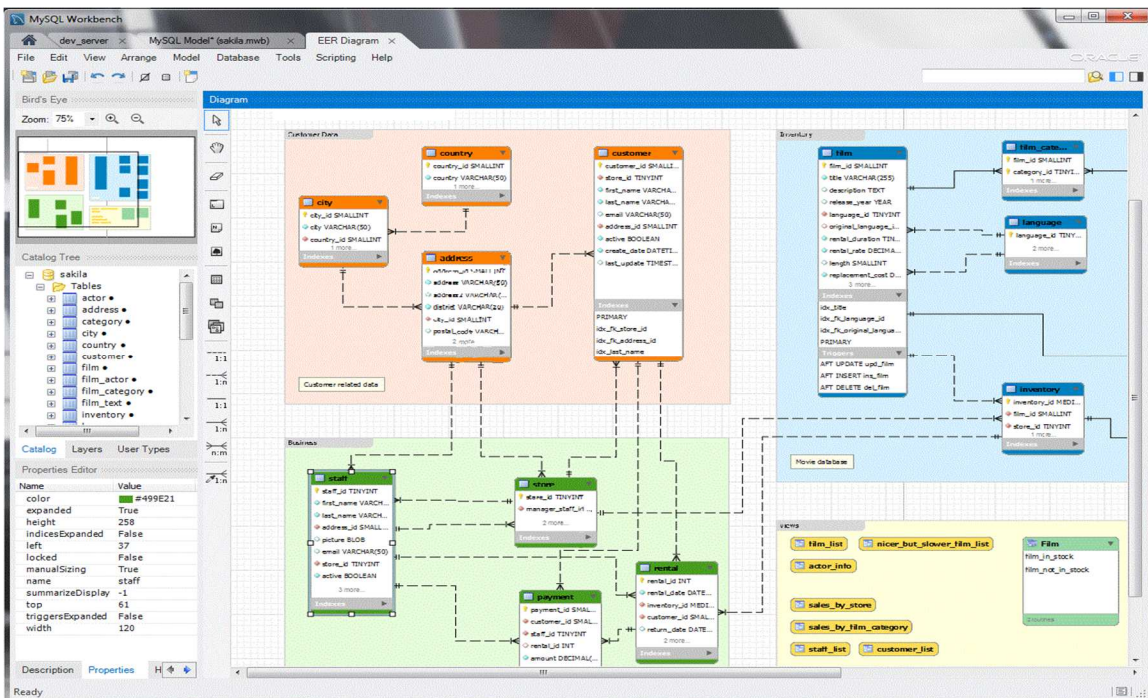 MySQL Workbench
dev_server
MySQL Model* (sakila.mwb)
EER Diagram
File Edit View Arrange Model Database Tools Scripting Help
ORACLE
Bird's Eye
Zoom: 75%
Catalog Tree
sakila
Tables
actor
address
category
city
country
customer
film
film_actor
film_category
film_text
inventory
Catalog Layers User Types
Properties Editor
Name Value
color #499E21
expanded True
height 258
indicesExpanded False
left 37
locked False
manualSizing True
name staff
summarizeDisplay -1
top 61
triggersExpanded False
width 120
Description Properties H
Ready
Diagram
1:1
1:n
1:1
1:n
n:m
1:n
Customer Data
country
country_id SMALLINT
country VARCHAR(50)
1 more...
Indexes
city
city_id SMALLINT
city VARCHAR(50)
country_id SMALLINT
1 more...
Indexes
address
address_id SMALLINT
address VARCHAR(50)
address2 VARCHAR(...
district VARCHAR(20)
city_id SMALLINT
postal_code VARCH...
2 more...
Indexes
customer
customer_id SMALLI...
store_id TINYINT
first_name VARCHA...
last_name VARCHA...
email VARCHAR(50)
address_id SMALLINT
active BOOLEAN
create_date DATETI...
last_update TIMEST...
Indexes
PRIMARY
idx_fk_store_id
idx_fk_address_id
idx_last_name
Customer related data
Inventory
film
film_id SMALLINT
title VARCHAR(255)
description TEXT
release_year YEAR
language_id TINYINT
original_language_i...
rental_duration TIN...
rental_rate DECIMA...
length SMALLINT
replacement_cost D...
3 more...
Indexes
idx_title
idx_fk_language_id
idx_fk_original_langua...
PRIMARY
Triggers
AFT UPDATE upd_film
AFT INSERT ins_film
AFT DELETE del_film
film_cate...
film_id SMALLINT
category_id TINYI...
1 more...
Indexes
language
language_id TINY...
2 more...
Indexes
inventory
inventory_id MEDI...
film_id SMALLINT
store_id TINYINT
1 more...
Indexes
Movie database
Business
staff
staff_id TINYINT
first_name VARCH...
last_name VARCH...
address_id SMALL...
picture BLOB
email VARCHAR(50)
store_id TINYINT
active BOOLEAN
3 more...
Indexes
store
store_id TINYINT
manager_staff_id ...
2 more...
Indexes
payment
payment_id SMAL...
customer_id SMAL...
staff_id TINYINT
rental_id INT
amount DECIMAL(...
rental
rental_id INT
rental_date DATE...
inventory_id MEDI...
customer_id SMAL...
return_date DATE...
2 more...
Indexes
Views
film_list
nicer_but_slower_film_list
actor_info
sales_by_store
sales_by_film_category
staff_list
customer_list
Film
film_in_stock
film_not_in_stock